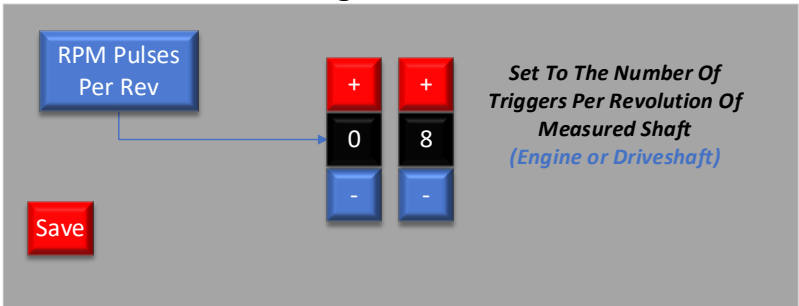 RPM Pulses
Per Rev
+ +
0 8
- -
Set To The Number Of
Triggers Per Revolution Of
Measured Shaft
(Engine or Driveshaft)
Save